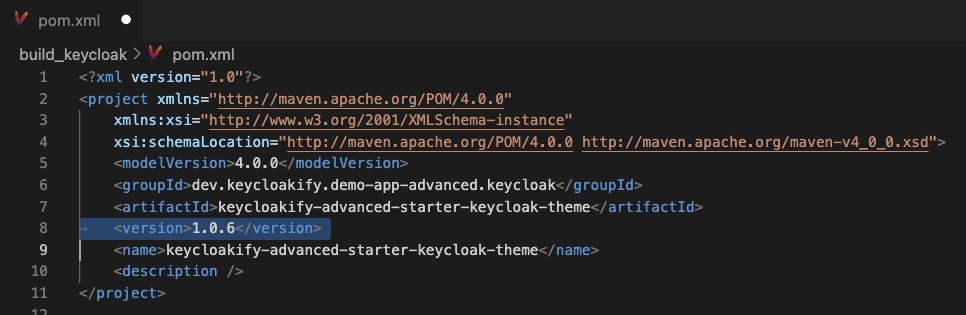 pom.xml
build_keycloak > pom.xml
1 <?xml version="1.0"?>
2 <project xmlns="http://maven.apache.org/POM/4.0.0"
3 xmlns:xsi="http://www.w3.org/2001/XMLSchema-instance"
4 xsi:schemaLocation="http://maven.apache.org/POM/4.0.0 http://maven.apache.org/maven-v4_0_0.xsd">
5 <modelVersion>4.0.0</modelVersion>
6 <groupId>dev.keycloakify.demo-app-advanced.keycloak</groupId>
7 <artifactId>keycloakify-advanced-starter-keycloak-theme</artifactId>
8 <version>1.0.6</version>
9 <name>keycloakify-advanced-starter-keycloak-theme</name>
10 <description />
11 </project>
12